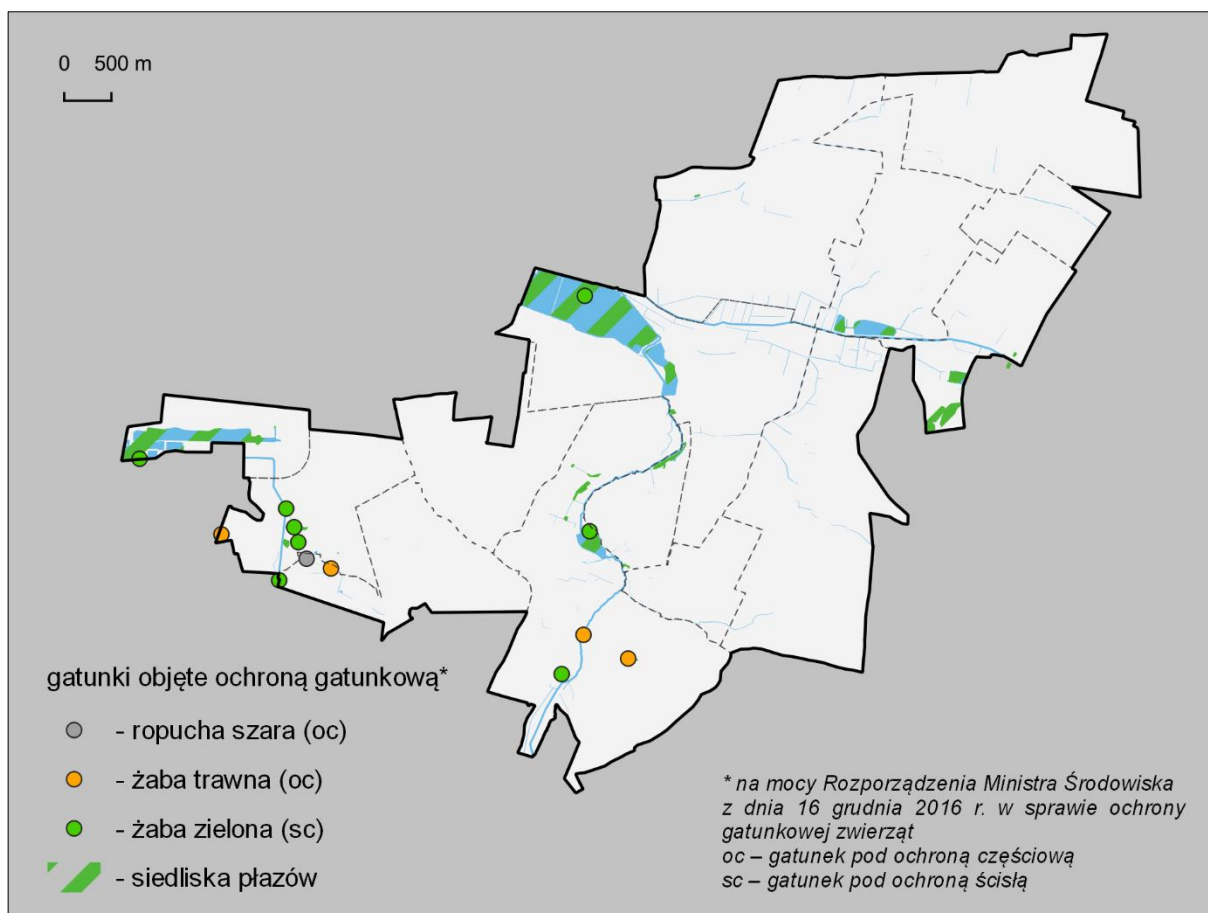 0 500 m
gatunki objęte ochroną gatunkową*
- ropucha szara (oc)
- żaba trawna (oc)
- żaba zielona (sc)
- siedliska płazów
* na mocy Rozporządzenia Ministra Środowiska
z dnia 16 grudnia 2016 r. w sprawie ochrony
gatunkowej zwierząt
oc – gatunek pod ochroną częściową
sc – gatunek pod ochroną ścisłą